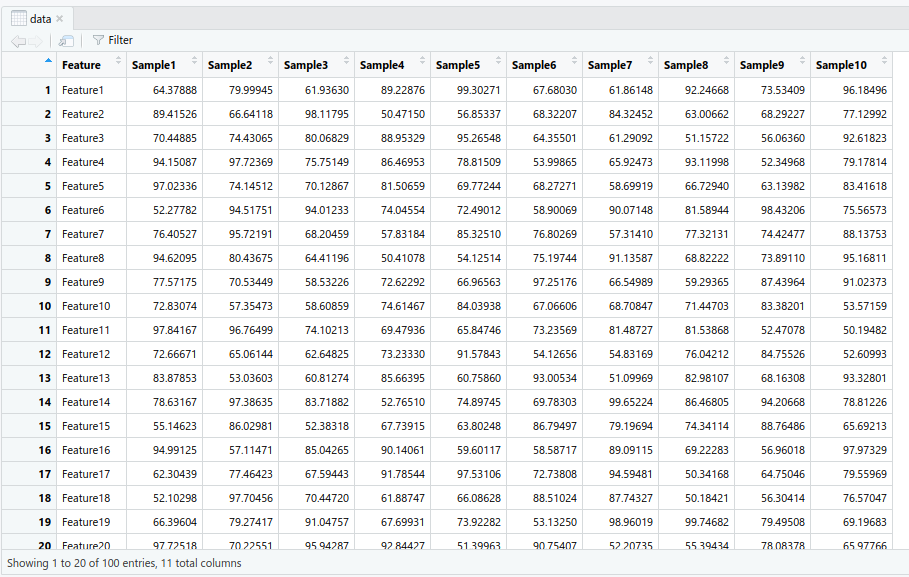 data
Filter
Feature Sample1 Sample2 Sample3 Sample4 Sample5 Sample6 Sample7 Sample8 Sample9 Sample10
1 Feature1 64.37888 79.99945 61.93630 89.22876 99.30271 67.68030 61.86148 92.24668 73.53409 96.18496
2 Feature2 89.41526 66.64118 98.11795 50.47150 56.85337 68.32207 84.32452 63.00662 68.29227 77.12992
3 Feature3 70.44885 74.43065 80.06829 88.95329 95.26548 64.35501 61.29092 51.15722 56.06360 92.61823
4 Feature4 94.15087 97.72369 75.75149 86.46953 78.81509 53.99865 65.92473 93.11998 52.34968 79.17814
5 Feature5 97.02336 74.14512 70.12867 81.50659 69.77244 68.27271 58.69919 66.72940 63.13982 83.41618
6 Feature6 52.27782 94.51751 94.01233 74.04554 72.49012 58.90069 90.07148 81.58944 98.43206 75.56573
7 Feature7 76.40527 95.72191 68.20459 57.83184 85.32510 76.80269 57.31410 77.32131 74.42477 88.13753
8 Feature8 94.62095 80.43675 64.41196 50.41078 54.12514 75.19744 91.13587 68.82222 73.89110 95.16811
9 Feature9 77.57175 70.53449 58.53226 72.62292 66.96563 97.25176 66.54989 59.29365 87.43964 91.02373
10 Feature10 72.83074 57.35473 58.60859 74.61467 84.03938 67.06606 68.70847 71.44703 83.38201 53.57159
11 Feature11 97.84167 96.76499 74.10213 69.47936 65.84746 73.23569 81.48727 81.53868 52.47078 50.19482
12 Feature12 72.66671 65.06144 62.64825 73.23330 91.57843 54.12656 54.83169 76.04212 84.75526 52.60993
13 Feature13 83.87853 53.03603 60.81274 85.66395 60.75860 93.00534 51.09969 82.98107 68.16308 93.32801
14 Feature14 78.63167 97.38635 83.71882 52.76510 74.89745 69.78303 99.65224 86.46805 94.20668 78.81226
15 Feature15 55.14623 86.02981 52.38318 67.73915 63.80248 86.79497 79.19694 74.34114 88.76486 65.69213
16 Feature16 94.99125 57.11471 85.04265 90.14061 59.60117 58.58717 89.09115 69.22283 56.96018 97.97329
17 Feature17 62.30439 77.46423 67.59443 91.78544 97.53106 72.73808 94.59481 50.34168 64.75046 79.55969
18 Feature18 52.10298 97.70456 70.44720 61.88747 66.08628 88.51024 87.74327 50.18421 56.30414 76.57047
19 Feature19 66.39604 79.27417 91.04757 67.69931 73.92282 53.13250 98.96019 99.74682 79.49508 69.19683
20 Feature20 97.72518 70.22551 95.94287 92.84427 51.39963 90.75407 52.20735 55.39434 78.08378 65.97766
Showing 1 to 20 of 100 entries, 11 total columns